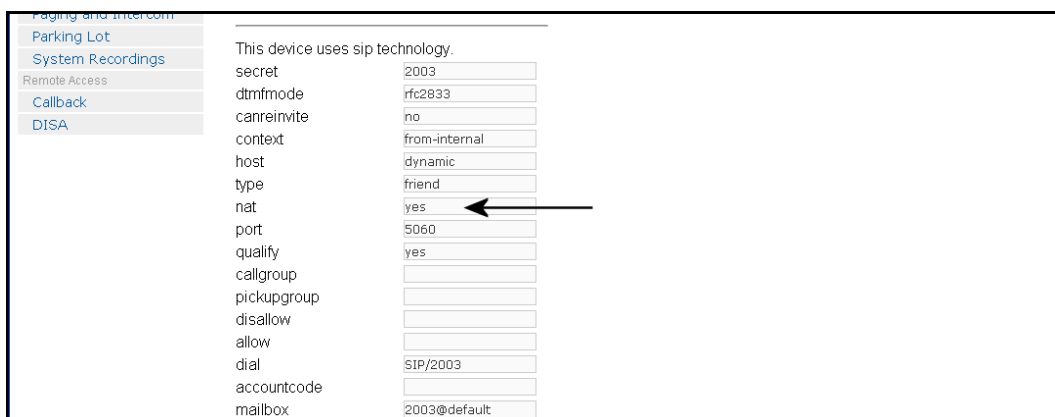 Paging and Intercom
Parking Lot
System Recordings
Remote Access
Callback
DISA
This device uses sip technology.
secret 2003
dtmfmode rfc2833
canreinvite no
context from-internal
host dynamic
type friend
nat yes
port 5060
qualify yes
callgroup
pickupgroup
disallow
allow
dial SIP/2003
accountcode
mailbox 2003@default